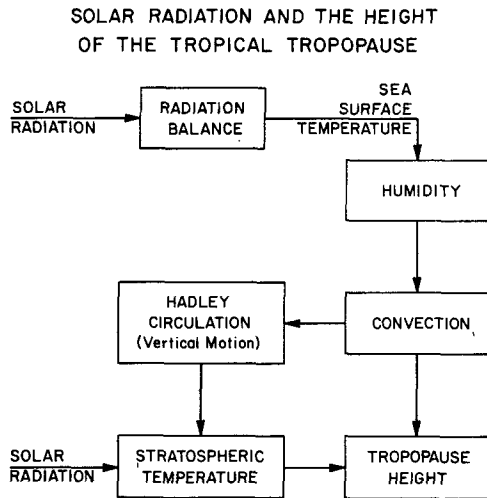 SOLAR RADIATION AND THE HEIGHT
OF THE TROPICAL TROPOPAUSE
SOLAR
RADIATION
RADIATION
BALANCE
SEA
SURFACE
TEMPERATURE
HUMIDITY
HADLEY
CIRCULATION
(Vertical Motion)
CONVECTION
SOLAR
RADIATION
STRATOSPHERIC
TEMPERATURE
TROPOPAUSE
HEIGHT